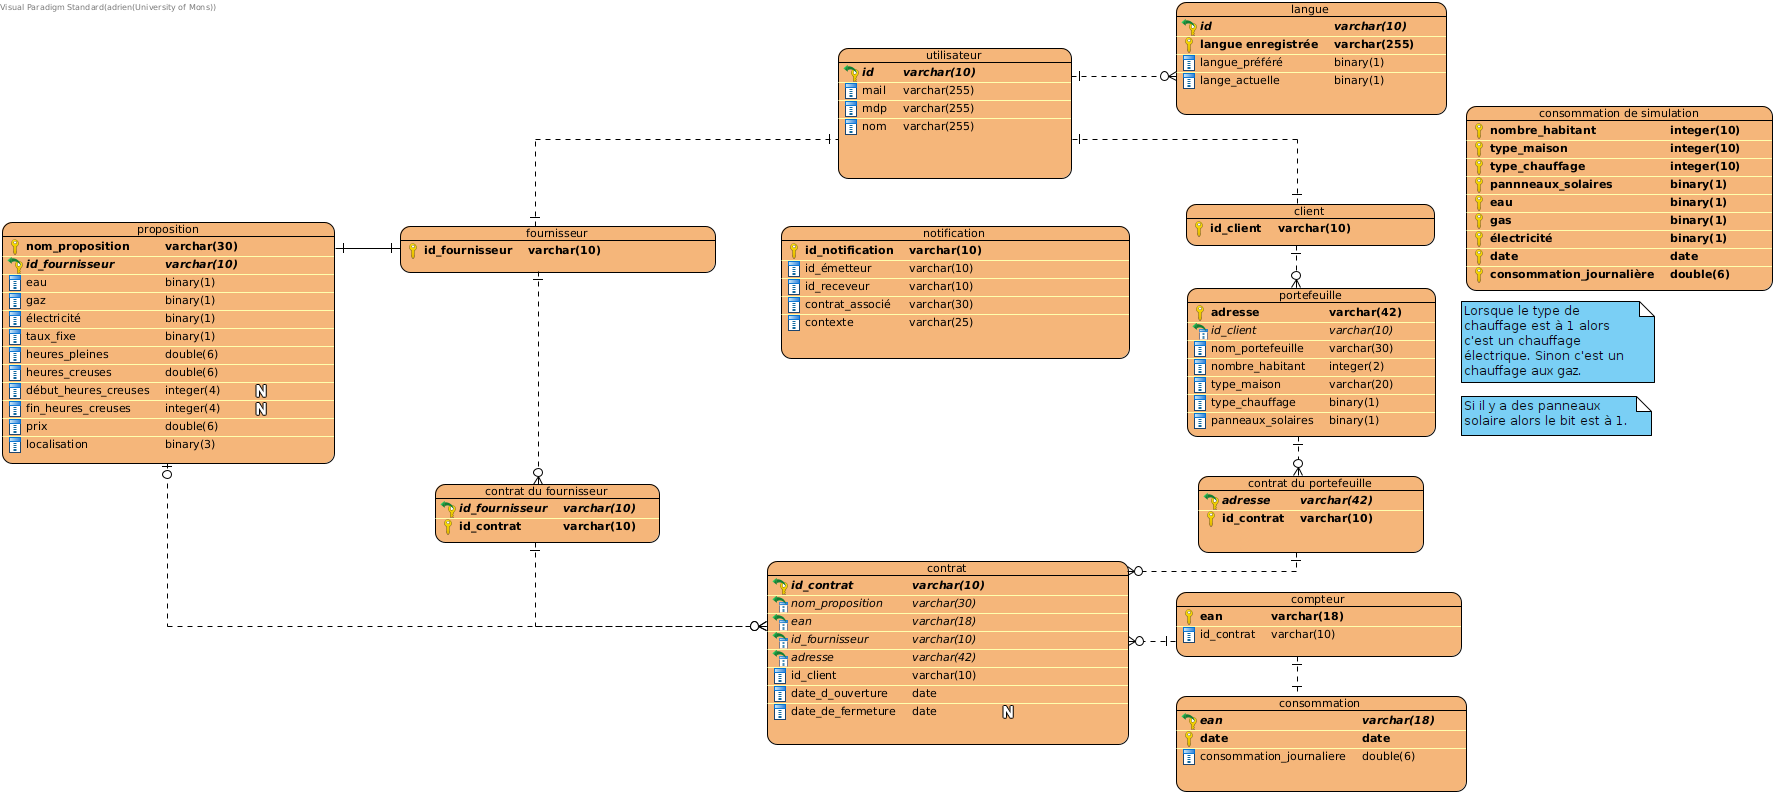 Visual Paradigm Standard(adrien(University of Mons))
langue
id varchar(10)
langue enregistrée varchar(255)
langue_préféré binary(1)
lange_actuelle binary(1)
utilisateur
id varchar(10)
mail varchar(255)
mdp varchar(255)
nom varchar(255)
consommation de simulation
nombre_habitant integer(10)
type_maison integer(10)
type_chauffage integer(10)
pannneaux_solaires binary(1)
eau binary(1)
gas binary(1)
électricité binary(1)
date date
consommation_journalière double(6)
client
id_client varchar(10)
proposition
nom_proposition varchar(30)
id_fournisseur varchar(10)
eau binary(1)
gaz binary(1)
électricité binary(1)
taux_fixe binary(1)
heures_pleines double(6)
heures_creuses double(6)
début_heures_creuses integer(4) N
fin_heures_creuses integer(4) N
prix double(6)
localisation binary(3)
fournisseur
id_fournisseur varchar(10)
notification
id_notification varchar(10)
id_émetteur varchar(10)
id_receveur varchar(10)
contrat_associé varchar(30)
contexte varchar(25)
portefeuille
adresse varchar(42)
id_client varchar(10)
nom_portefeuille varchar(30)
nombre_habitant integer(2)
type_maison varchar(20)
type_chauffage binary(1)
panneaux_solaires binary(1)
Lorsque le type de
chauffage est à 1 alors
c'est un chauffage
électrique. Sinon c'est un
chauffage aux gaz.
Si il y a des panneaux
solaire alors le bit est à 1.
contrat du fournisseur
id_fournisseur varchar(10)
id_contrat varchar(10)
contrat du portefeuille
adresse varchar(42)
id_contrat varchar(10)
contrat
id_contrat varchar(10)
nom_proposition varchar(30)
ean varchar(18)
id_fournisseur varchar(10)
adresse varchar(42)
id_client varchar(10)
date_d_ouverture date
date_de_fermeture date N
compteur
ean varchar(18)
id_contrat varchar(10)
consommation
ean varchar(18)
date date
consommation_journaliere double(6)